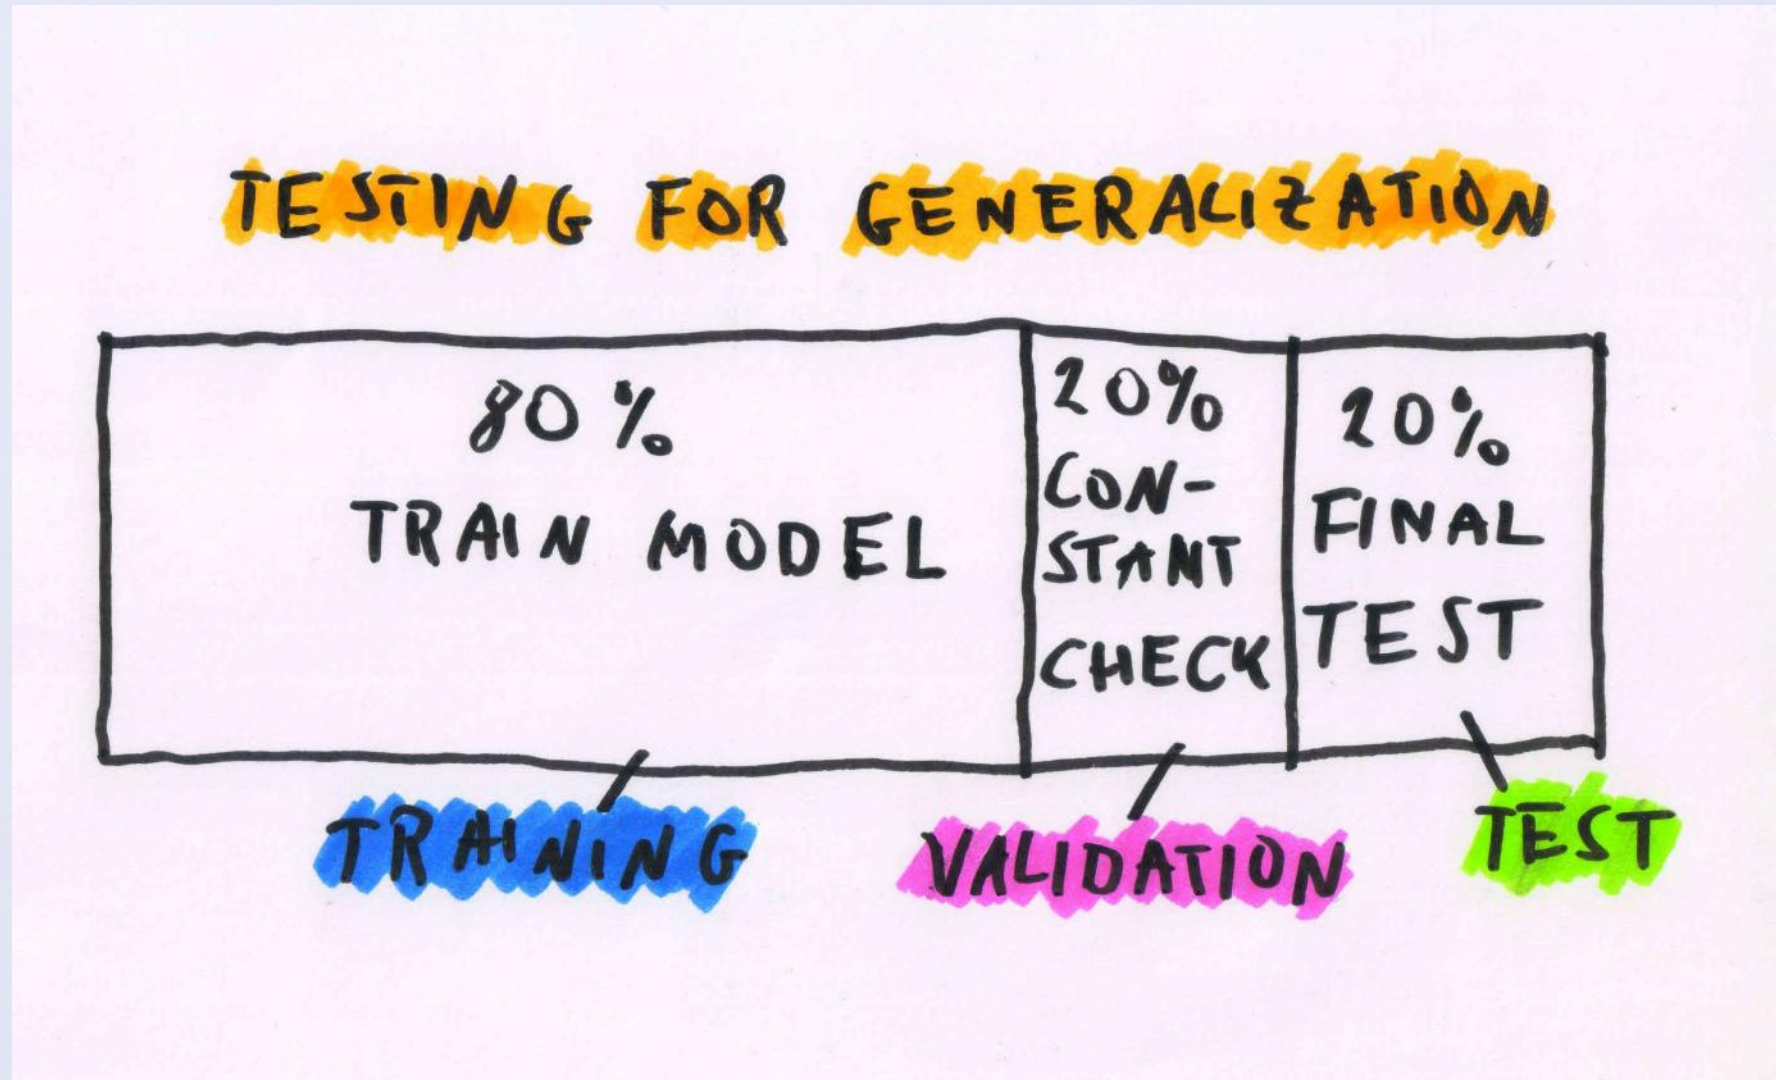 TESTING FOR GENERALIZATION
80%
TRAIN MODEL
20%
CON-
STANT
CHECK
20%
FINAL
TEST
TRAINING
VALIDATION
TEST